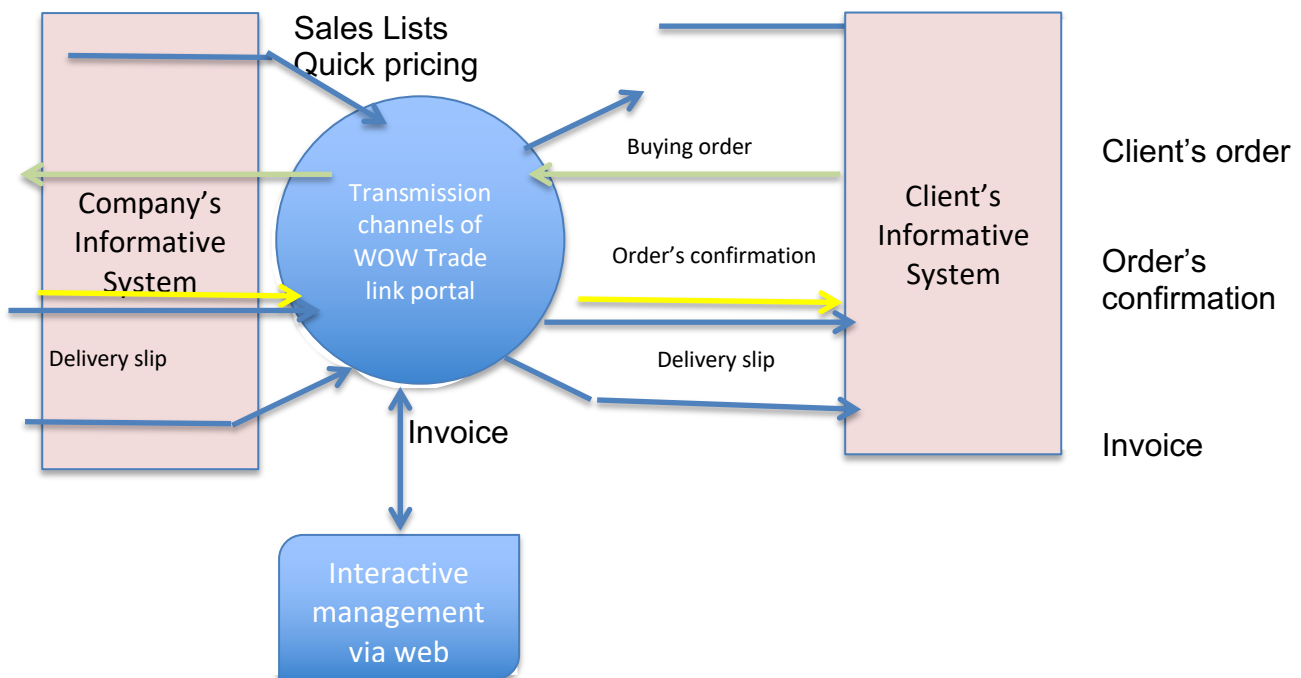 Sales Lists
Quick pricing
Buying order
Client's order
Company's
Informative
System
Transmission
channels of
WOW Trade
link portal
Order's confirmation
Client's
Informative
System
Order's
confirmation
Delivery slip
Delivery slip
Invoice
Invoice
Interactive
management
via web